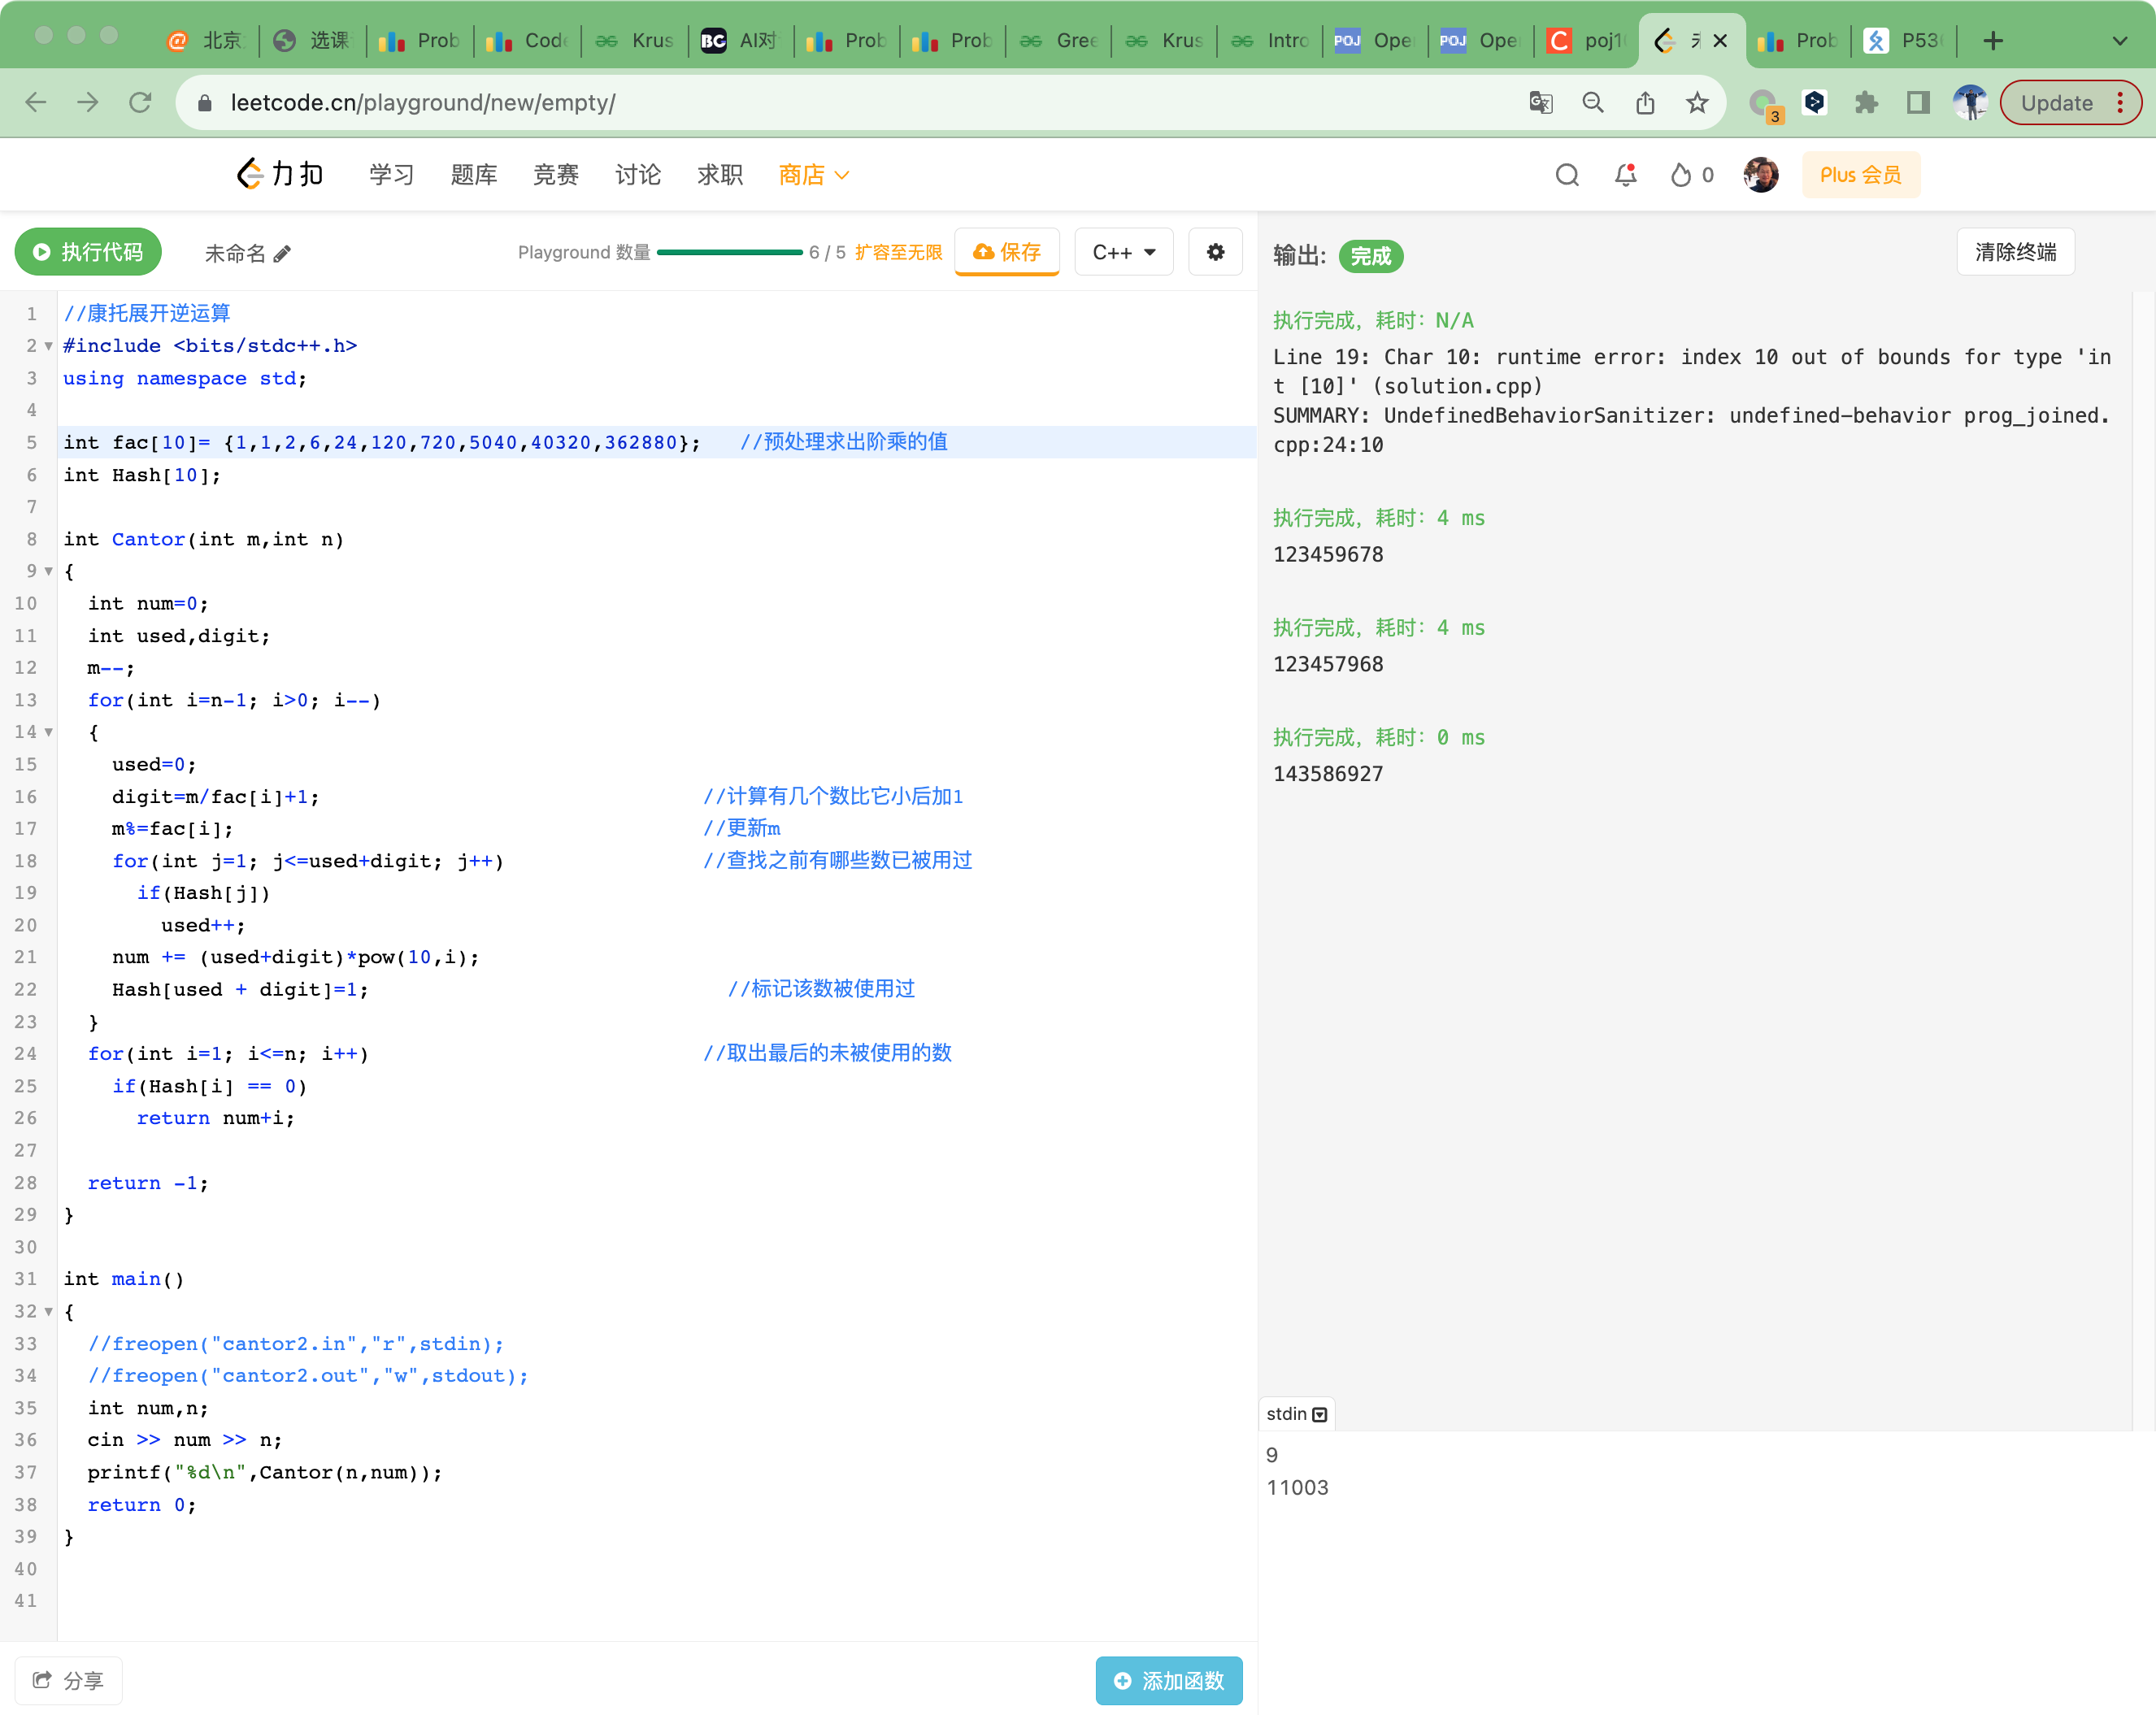 北京
选课
Prob
Code
Krus
BC AI对
Prob
Prob
Gree
Krus
Intro
POJ Ope
POJ Ope
C poj1
Prob
P53
leetcode.cn/playground/new/empty/
3
Update
力扣 学习 题库 竞赛 讨论 求职 商店
0
Plus 会员
执行代码 未命名 Playground 数量 6 / 5 扩容至无限 保存 C++
输出: 完成 清除终端
1 //康托展开逆运算
2 #include <bits/stdc++.h>
3 using namespace std;
4
5 int fac[10]= {1,1,2,6,24,120,720,5040,40320,362880}; //预处理求出阶乘的值
6 int Hash[10];
7
8 int Cantor(int m,int n)
9 {
10 int num=0;
11 int used,digit;
12 m--;
13 for(int i=n-1; i>0; i--)
14 {
15 used=0;
16 digit=m/fac[i]+1; //计算有几个数比它小后加1
17 m%=fac[i]; //更新m
18 for(int j=1; j<=used+digit; j++) //查找之前有哪些数已被用过
19 if(Hash[j])
20 used++;
21 num += (used+digit)*pow(10,i);
22 Hash[used + digit]=1; //标记该数被使用过
23 }
24 for(int i=1; i<=n; i++) //取出最后的未被使用的数
25 if(Hash[i] == 0)
26 return num+i;
27
28 return -1;
29 }
30
31 int main()
32 {
33 //freopen("cantor2.in","r",stdin);
34 //freopen("cantor2.out","w",stdout);
35 int num,n;
36 cin >> num >> n;
37 printf("%d\n",Cantor(n,num));
38 return 0;
39 }
40
41
分享 添加函数
执行完成，耗时：N/A
Line 19: Char 10: runtime error: index 10 out of bounds for type 'in
t [10]' (solution.cpp)
SUMMARY: UndefinedBehaviorSanitizer: undefined-behavior prog_joined.
cpp:24:10
执行完成，耗时：4 ms
123459678
执行完成，耗时：4 ms
123457968
执行完成，耗时：0 ms
143586927
stdin
9
11003